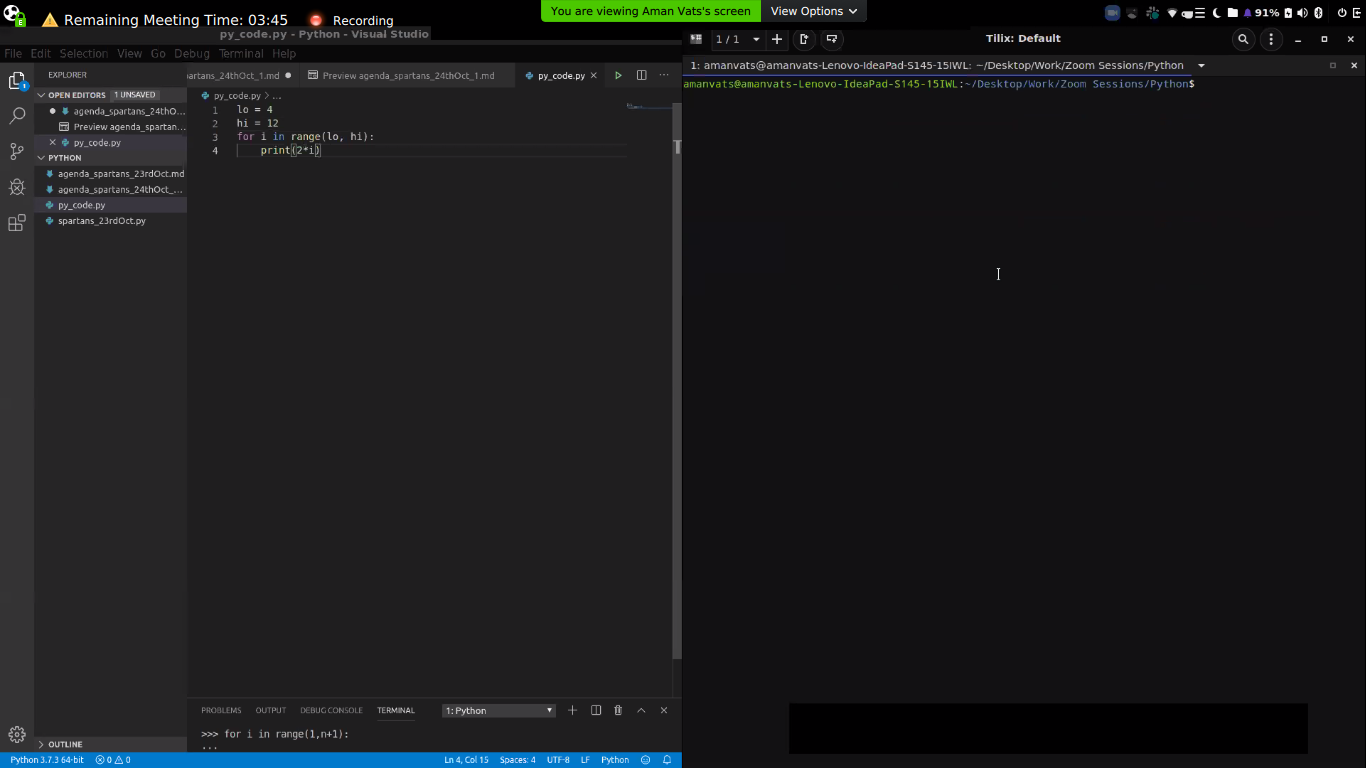 Remaining Meeting Time: 03:45
Recording
You are viewing Aman Vats's screen
View Options
91%
py_code.py - Python - Visual Studio
File Edit Selection View Go Debug Terminal Help
EXPLORER
OPEN EDITORS 1 UNSAVED
agenda_spartans_24thO...
Preview agenda_spartan...
py_code.py
PYTHON
agenda_spartans_23rdOct.md
agenda_spartans_24thOct_...
py_code.py
spartans_23rdOct.py
OUTLINE
artans_24thOct_1.md
Preview agenda_spartans_24thOct_1.md
py_code.py
py_code.py > ...
1 lo = 4
2 hi = 12
3 for i in range(lo, hi):
4 print(2*i)
PROBLEMS OUTPUT DEBUG CONSOLE TERMINAL 1: Python
>>> for i in range(1,n+1):
...
Python 3.7.3 64-bit 0 0 Ln 4, Col 15 Spaces: 4 UTF-8 LF Python
1 / 1
Tilix: Default
1: amanvats@amanvats-Lenovo-IdeaPad-S145-15IWL: ~/Desktop/Work/Zoom Sessions/Python
amanvats@amanvats-Lenovo-IdeaPad-S145-15IWL:~/Desktop/Work/Zoom Sessions/Python$